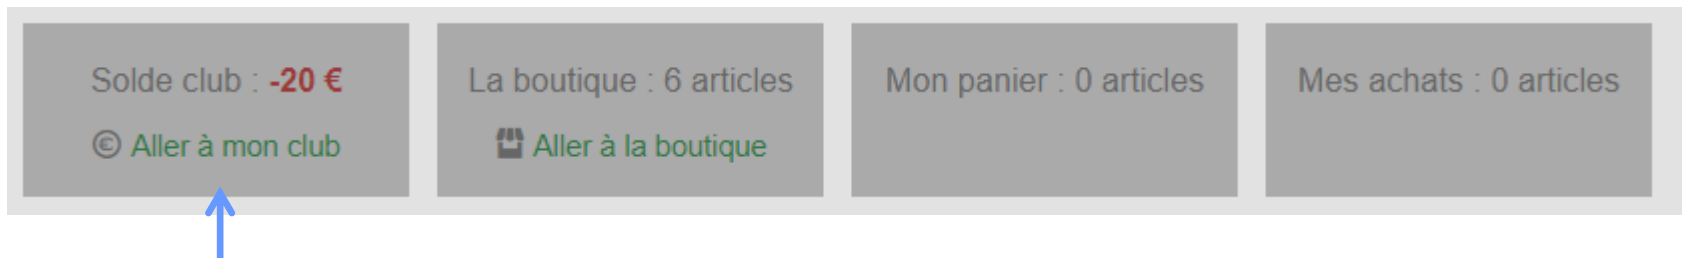 Solde club : -20 €
© Aller à mon club
La boutique : 6 articles
Aller à la boutique
Mon panier : 0 articles
Mes achats : 0 articles